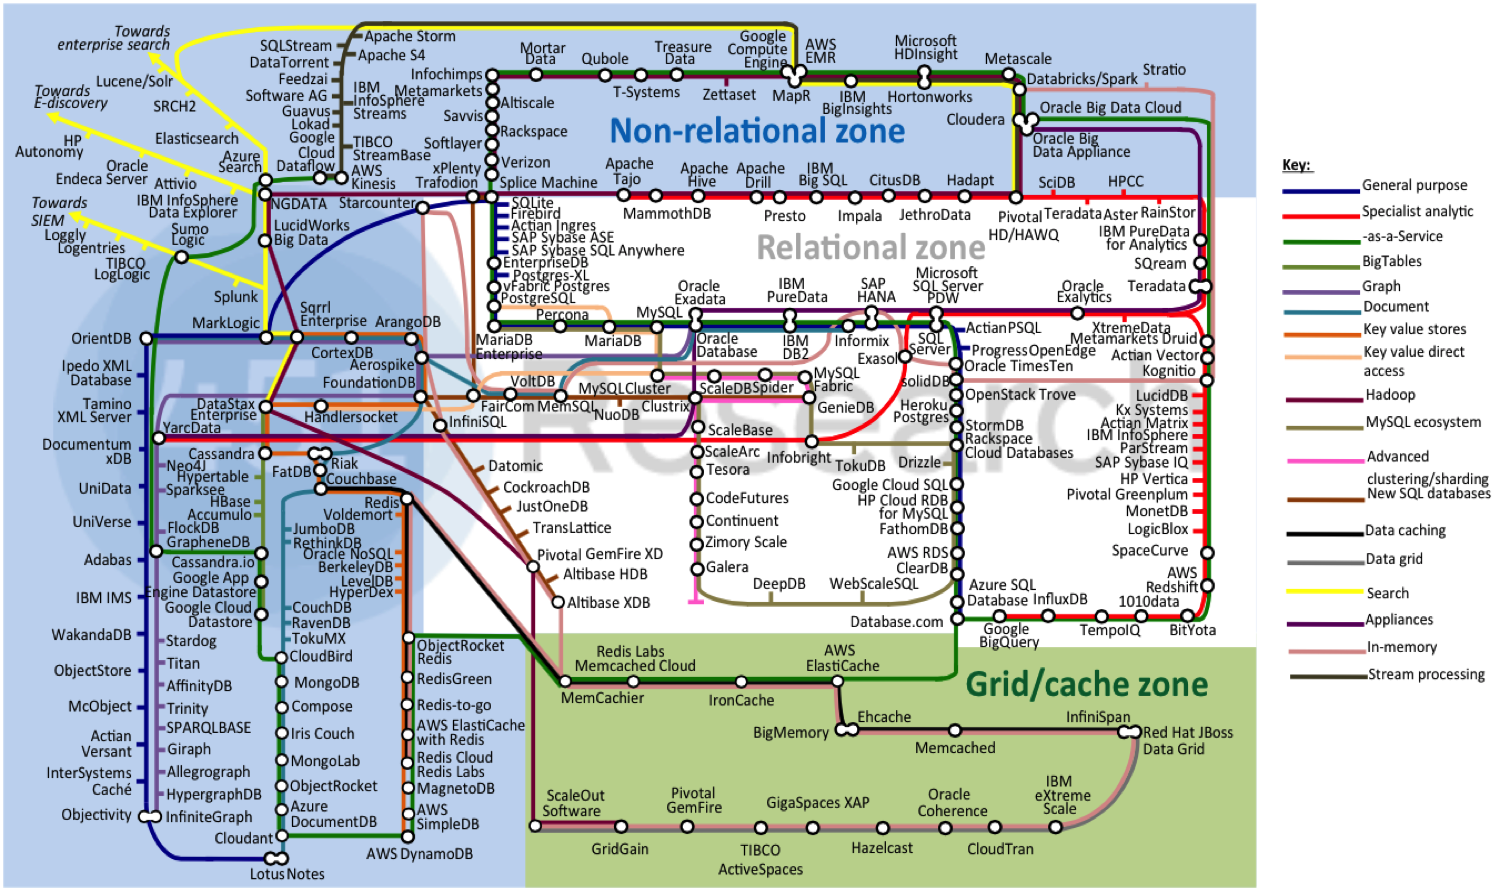 Towards
enterprise search
Lucene/Solr
SRCH2
Towards
E-discovery
HP
Autonomy
Oracle
Endeca Server
Elasticsearch
Azure
Search
Attivio
IBM InfoSphere
Data Explorer
Towards
SIEM
Loggly
Logentries
Sumo
Logic
TIBCO
LogLogic
Splunk
SQLStream
DataTorrent
Feedzai
Software AG
Guavus
Lokad
Google
Cloud
Dataflow
Apache Storm
Apache S4
IBM
InfoSphere
Streams
TIBCO
StreamBase
AWS
Kinesis
Infochimps
Metamarkets
Altiscale
Savvis
Rackspace
Softlayer
Verizon
xPlenty
Trafodion
Splice Machine
Starcounter
Mortar
Data
Qubole
T-Systems
Treasure
Data
Zettaset
Google
Compute
Engine
AWS
EMR
MapR
IBM
BigInsights
Microsoft
HDInsight
Hortonworks
Metascale
Databricks/Spark
Stratio
Cloudera
Oracle Big Data Cloud
Oracle Big
Data Appliance
Non-relational zone
Apache
Tajo
MammothDB
Apache
Hive
Apache
Drill
Presto
IBM
Big SQL
Impala
CitusDB
JethroData
Hadapt
Pivotal
HD/HAWQ
SciDB
Teradata
Aster
HPCC
RainStor
IBM PureData
for Analytics
SQream
Teradata
NGDATA
LucidWorks
Big Data
SQLite
Firebird
Actian Ingres
SAP Sybase ASE
SAP Sybase SQL Anywhere
EnterpriseDB
Postgres-XL
vFabric Postgres
PostgreSQL
Relational zone
Percona
MySQL
MariaDB
Enterprise
MariaDB
Oracle
Exadata
Oracle
Database
IBM
PureData
IBM
DB2
SAP
HANA
Informix
Microsoft
SQL Server
PDW
SQL
Server
Exasol
Oracle
Exalytics
XtremeData
Metamarkets Druid
Actian Vector
Kognitio
ActianPSQL
ProgressOpenEdge
Oracle TimesTen
solidDB
OpenStack Trove
Heroku
Postgres
StormDB
Rackspace
Cloud Databases
Drizzle
Google Cloud SQL
HP Cloud RDB
for MySQL
FathomDB
AWS RDS
ClearDB
Azure SQL
Database
Database.com
LucidDB
Kx Systems
Actian Matrix
IBM InfoSphere
ParStream
SAP Sybase IQ
HP Vertica
Pivotal Greenplum
MonetDB
LogicBlox
SpaceCurve
AWS
Redshift
InfluxDB
1010data
Google
BigQuery
TempoIQ
BitYota
MarkLogic
Sqrrl
Enterprise
ArangoDB
OrientDB
CortexDB
Aerospike
FoundationDB
Ipedo XML
Database
Tamino
XML Server
Documentum
xDB
UniData
UniVerse
Adabas
IBM IMS
WakandaDB
ObjectStore
McObject
Actian
Versant
InterSystems
Caché
Objectivity
InfiniteGraph
YarcData
DataStax
Enterprise
Handlersocket
Cassandra
FatDB
Riak
Couchbase
Neo4J
Hypertable
Sparksee
HBase
Accumulo
FlockDB
GrapheneDB
Cassandra.io
Google App
Engine Datastore
Google Cloud
Datastore
Stardog
Titan
AffinityDB
Trinity
SPARQLBASE
Giraph
Allegrograph
HypergraphDB
Redis
Voldemort
JumboDB
RethinkDB
Oracle NoSQL
BerkeleyDB
LevelDB
HyperDex
CouchDB
RavenDB
TokuMX
CloudBird
MongoDB
Compose
Iris Couch
MongoLab
ObjectRocket
Azure
DocumentDB
Cloudant
Lotus Notes
ObjectRocket
Redis
RedisGreen
Redis-to-go
AWS ElastiCache
with Redis
Redis Cloud
Redis Labs
MagnetoDB
AWS
SimpleDB
AWS DynamoDB
VoltDB
FairCom
MemSQL
MySQLCluster
NuoDB
Clustrix
ScaleDB
Spider
MySQL
Fabric
GenieDB
InfiniSQL
ScaleBase
ScaleArc
Tesora
CodeFutures
Continuent
Zimory Scale
Galera
Infobright
TokuDB
DeepDB
WebScaleSQL
Datomic
CockroachDB
JustOneDB
TransLattice
Pivotal GemFire XD
Altibase HDB
Altibase XDB
Research
Grid/cache zone
MemCachier
Redis Labs
Memcached Cloud
IronCache
AWS
ElastiCache
BigMemory
Ehcache
Memcached
InfiniSpan
Red Hat JBoss
Data Grid
ScaleOut
Software
GridGain
Pivotal
GemFire
TIBCO
ActiveSpaces
GigaSpaces XAP
Hazelcast
Oracle
Coherence
CloudTran
IBM
eXtreme
Scale
Key:
General purpose
Specialist analytic
-as-a-Service
BigTables
Graph
Document
Key value stores
Key value direct
access
Hadoop
MySQL ecosystem
Advanced
clustering/sharding
New SQL databases
Data caching
Data grid
Search
Appliances
In-memory
Stream processing